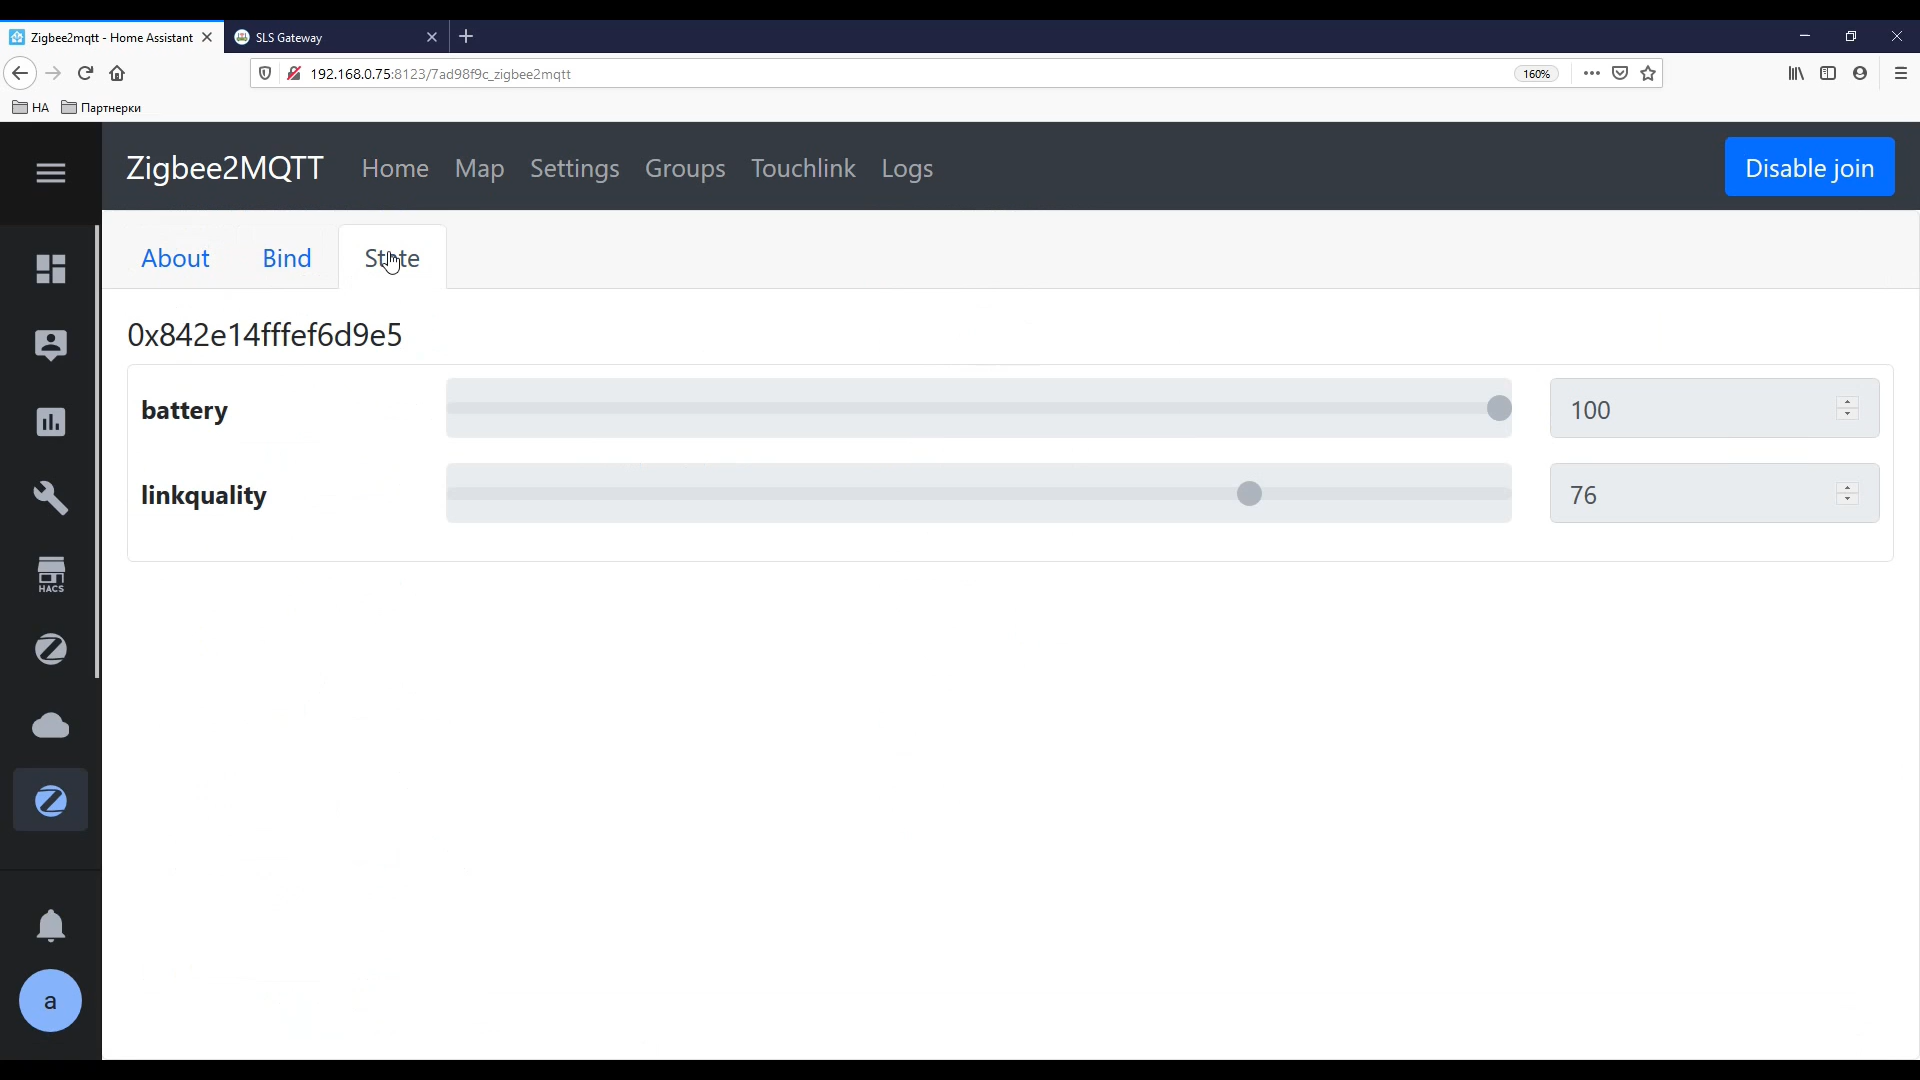 Zigbee2mqtt - Home Assistant
SLS Gateway
192.168.0.75:8123/7ad98f9c_zigbee2mqtt
160%
HA
Партнерки
Zigbee2MQTT
Home
Map
Settings
Groups
Touchlink
Logs
Disable join
About
Bind
State
0x842e14fffef6d9e5
battery
100
linkquality
76
HACS
a